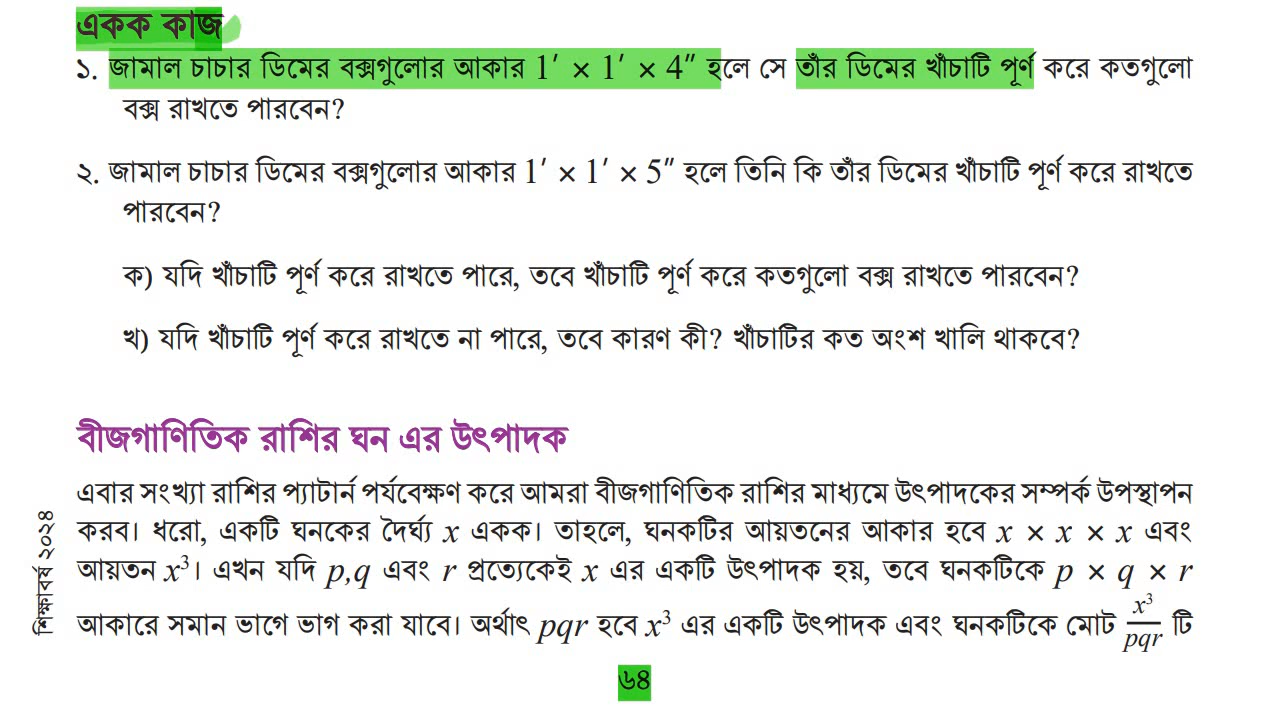 একক কাজ
১. জামাল চাচার ডিমের বক্সগুলোর আকার 1′ × 1′ × 4″ হলে সে তাঁর ডিমের খাঁচাটি পূর্ণ করে কতগুলো
বক্স রাখতে পারবেন?
২. জামাল চাচার ডিমের বক্সগুলোর আকার 1′ × 1′ × 5″ হলে তিনি কি তাঁর ডিমের খাঁচাটি পূর্ণ করে রাখতে
পারবেন?
ক) যদি খাঁচাটি পূর্ণ করে রাখতে পারে, তবে খাঁচাটি পূর্ণ করে কতগুলো বক্স রাখতে পারবেন?
খ) যদি খাঁচাটি পূর্ণ করে রাখতে না পারে, তবে কারণ কী? খাঁচাটির কত অংশ খালি থাকবে?
বীজগাণিতিক রাশির ঘন এর উৎপাদক
এবার সংখ্যা রাশির প্যাটার্ন পর্যবেক্ষণ করে আমরা বীজগাণিতিক রাশির মাধ্যমে উৎপাদকের সম্পর্ক উপস্থাপন
করব। ধরো, একটি ঘনকের দৈর্ঘ্য x একক। তাহলে, ঘনকটির আয়তনের আকার হবে x × x × x এবং
আয়তন x³। এখন যদি p,q এবং r প্রত্যেকেই x এর একটি উৎপাদক হয়, তবে ঘনকটিকে p × q × r
আকারে সমান ভাগে ভাগ করা যাবে। অর্থাৎ pqr হবে x³ এর একটি উৎপাদক এবং ঘনকটিকে মোট x³/pqr টি
শিক্ষাবর্ষ ২০২৪
৬৪